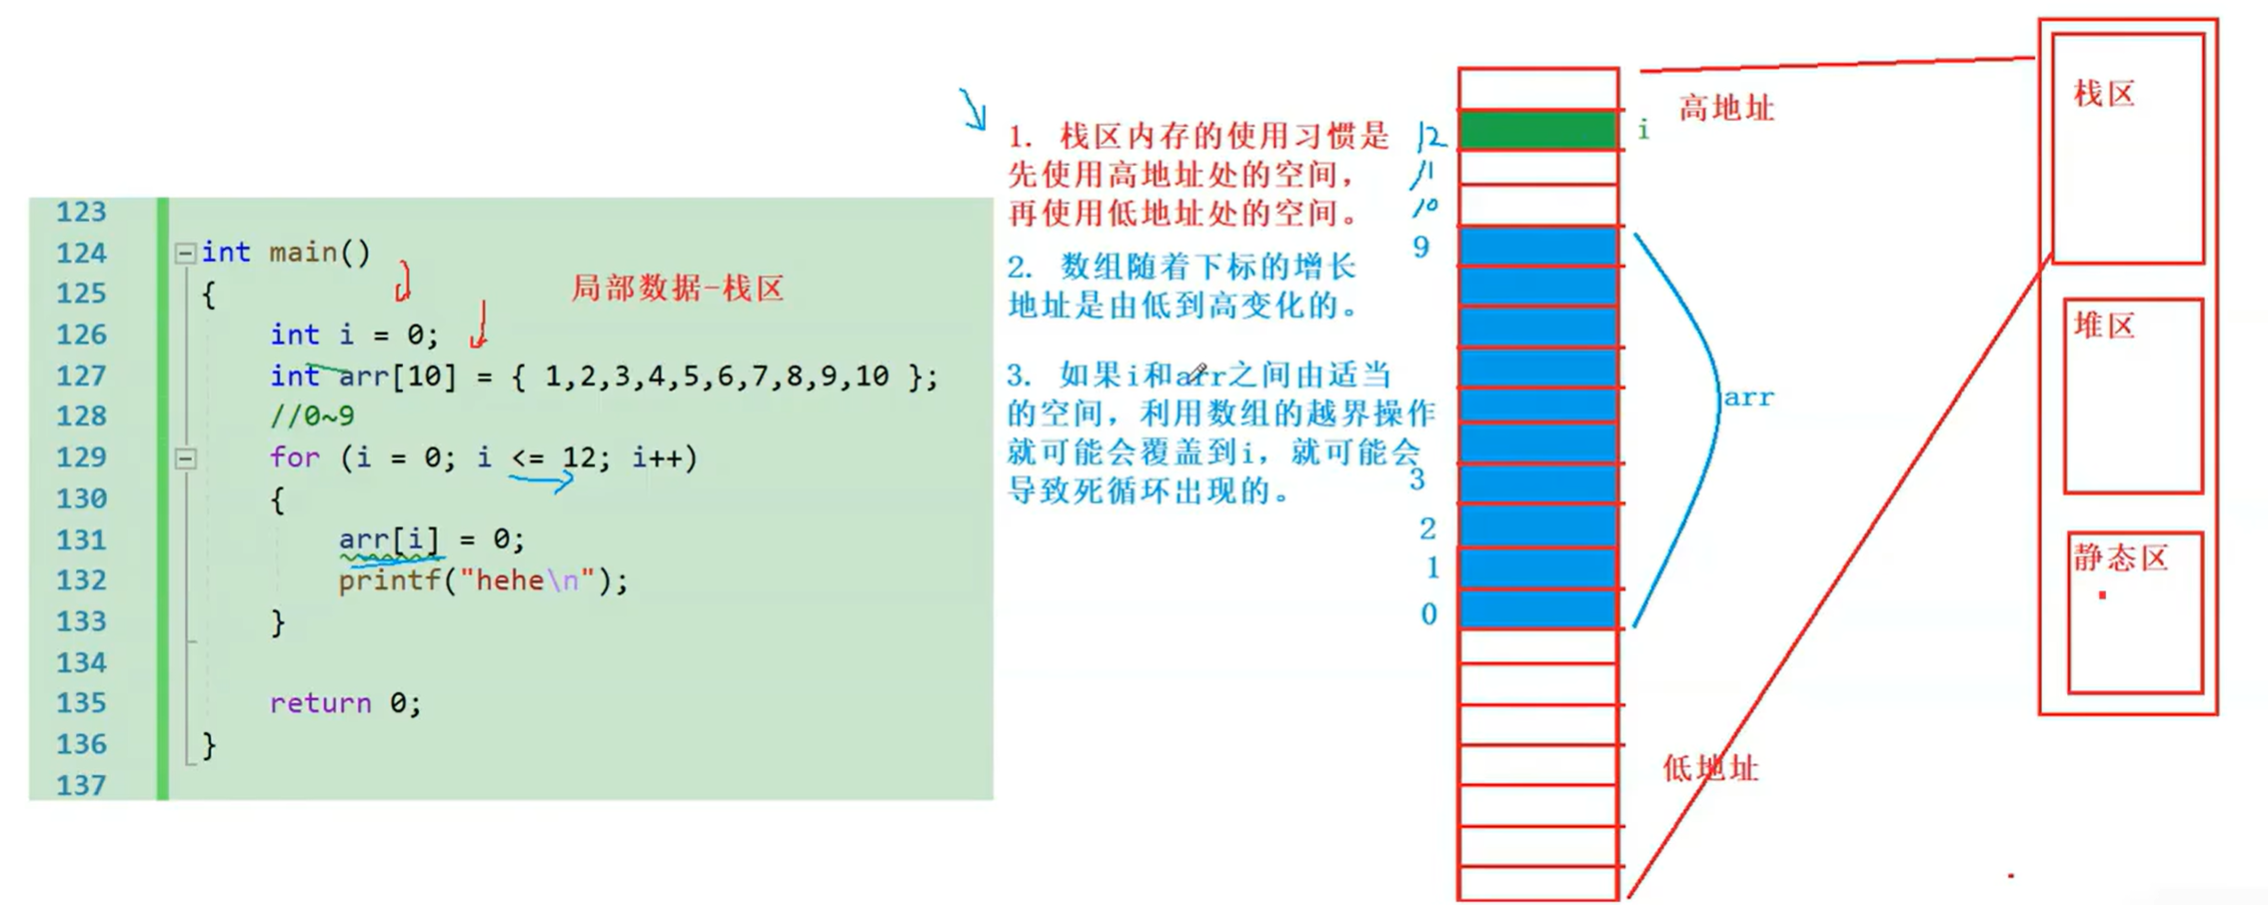 123
124 int main()
125 {
126 int i = 0;
127 int arr[10] = { 1,2,3,4,5,6,7,8,9,10 };
128 //0~9
129 for (i = 0; i <= 12; i++)
130 {
131 arr[i] = 0;
132 printf("hehe\n");
133 }
134
135 return 0;
136 }
137
局部数据-栈区
1. 栈区内存的使用习惯是
先使用高地址处的空间，
再使用低地址处的空间。
2. 数组随着下标的增长
地址是由低到高变化的。
3. 如果i和arr之间由适当
的空间，利用数组的越界操作
就可能会覆盖到i，就可能会
导致死循环出现的。
12
11
10
9
3
2
1
0
i
高地址
arr
低地址
栈区
堆区
静态区